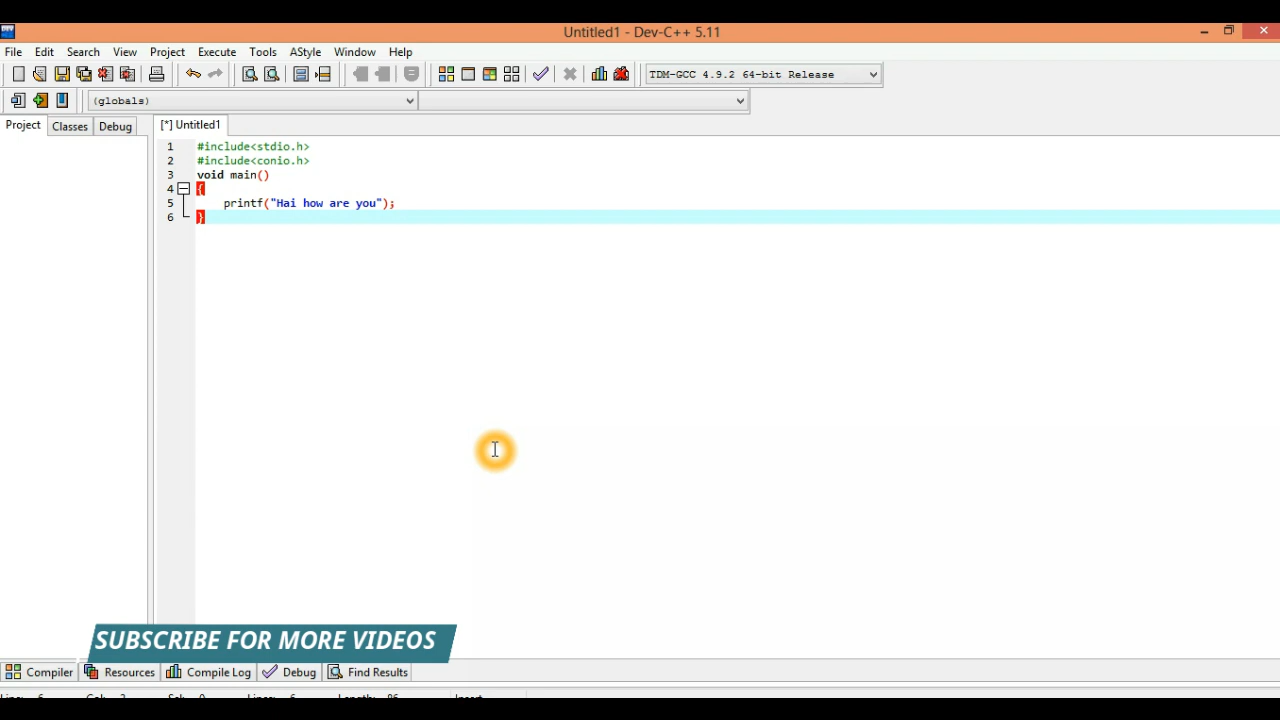 Untitled1 - Dev-C++ 5.11
File Edit Search View Project Execute Tools AStyle Window Help
TDM-GCC 4.9.2 64-bit Release
(globals)
Project Classes Debug [*] Untitled1
1 #include<stdio.h>
2 #include<conio.h>
3 void main()
4 {
5 printf("Hai how are you");
6 }
SUBSCRIBE FOR MORE VIDEOS
Compiler Resources Compile Log Debug Find Results